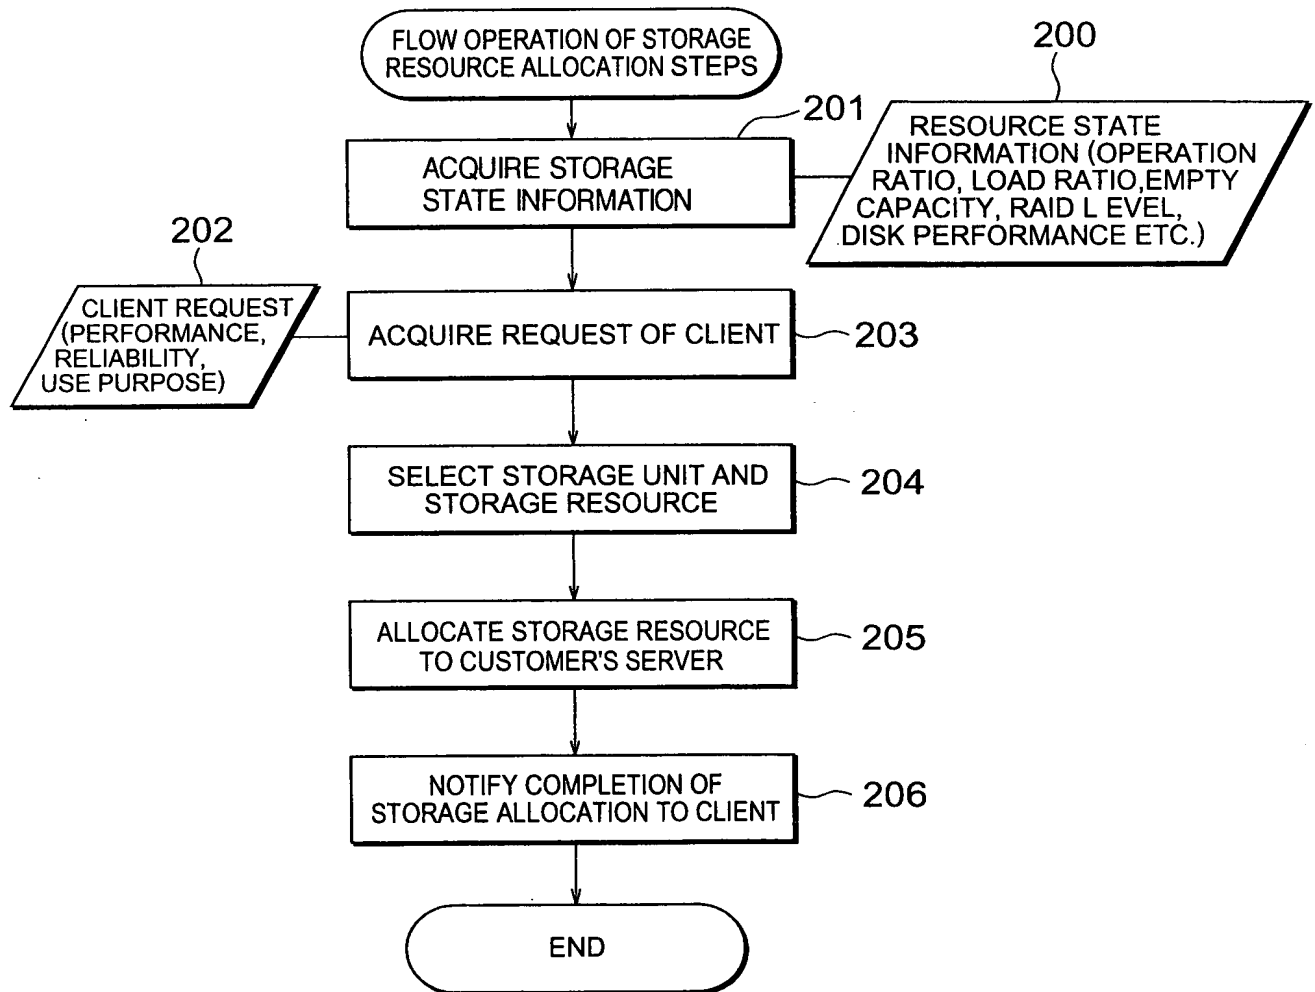 FLOW OPERATION OF STORAGE
RESOURCE ALLOCATION STEPS
200
201
RESOURCE STATE
INFORMATION (OPERATION
RATIO, LOAD RATIO,EMPTY
CAPACITY, RAID L EVEL,
DISK PERFORMANCE ETC.)
ACQUIRE STORAGE
STATE INFORMATION
202
CLIENT REQUEST
(PERFORMANCE,
RELIABILITY,
USE PURPOSE)
ACQUIRE REQUEST OF CLIENT
203
SELECT STORAGE UNIT AND
STORAGE RESOURCE
204
ALLOCATE STORAGE RESOURCE
TO CUSTOMER'S SERVER
205
NOTIFY COMPLETION OF
STORAGE ALLOCATION TO CLIENT
206
END